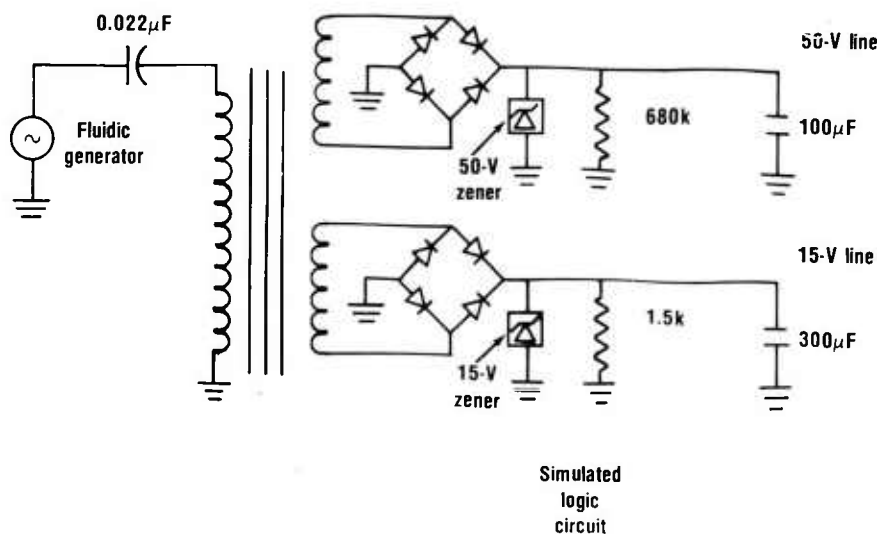 0.022µF
Fluidic
generator
50-V line
680k
100µF
50-V
zener
15-V line
1.5k
300µF
15-V
zener
Simulated
logic
circuit